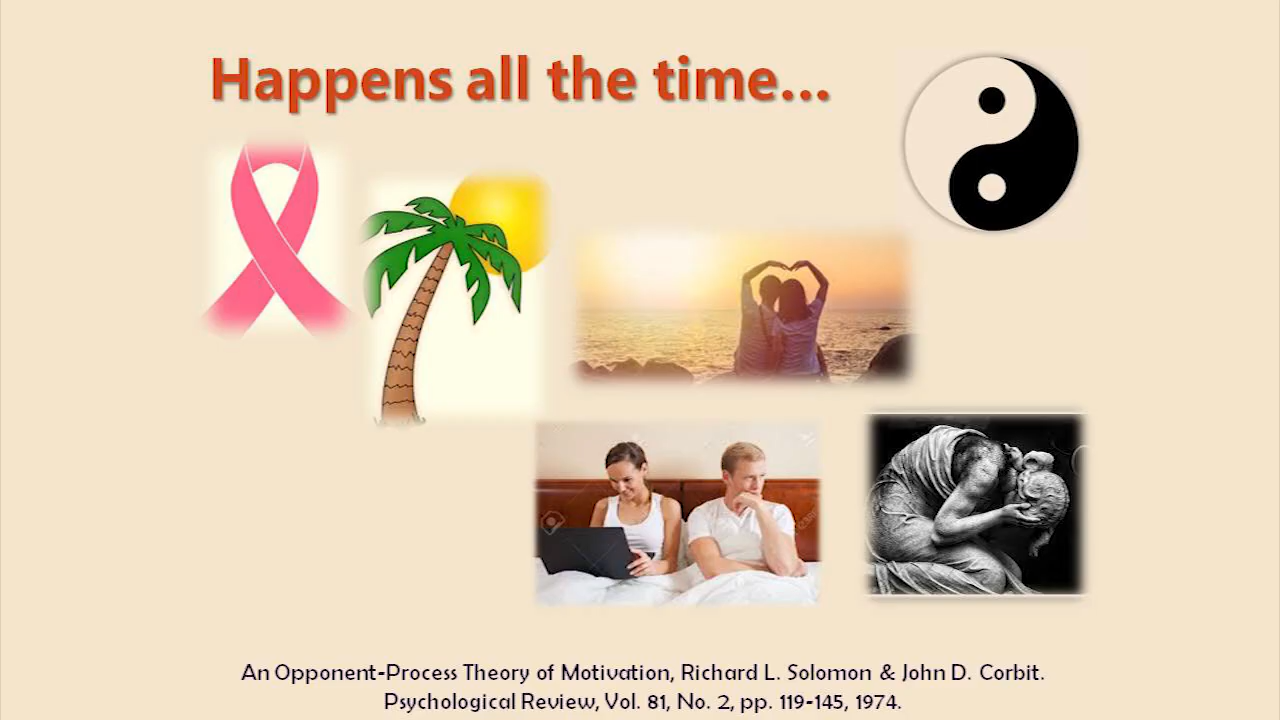 Happens all the time...
An Opponent-Process Theory of Motivation, Richard L. Solomon & John D. Corbit.
Psychological Review, Vol. 81, No. 2, pp. 119-145, 1974.